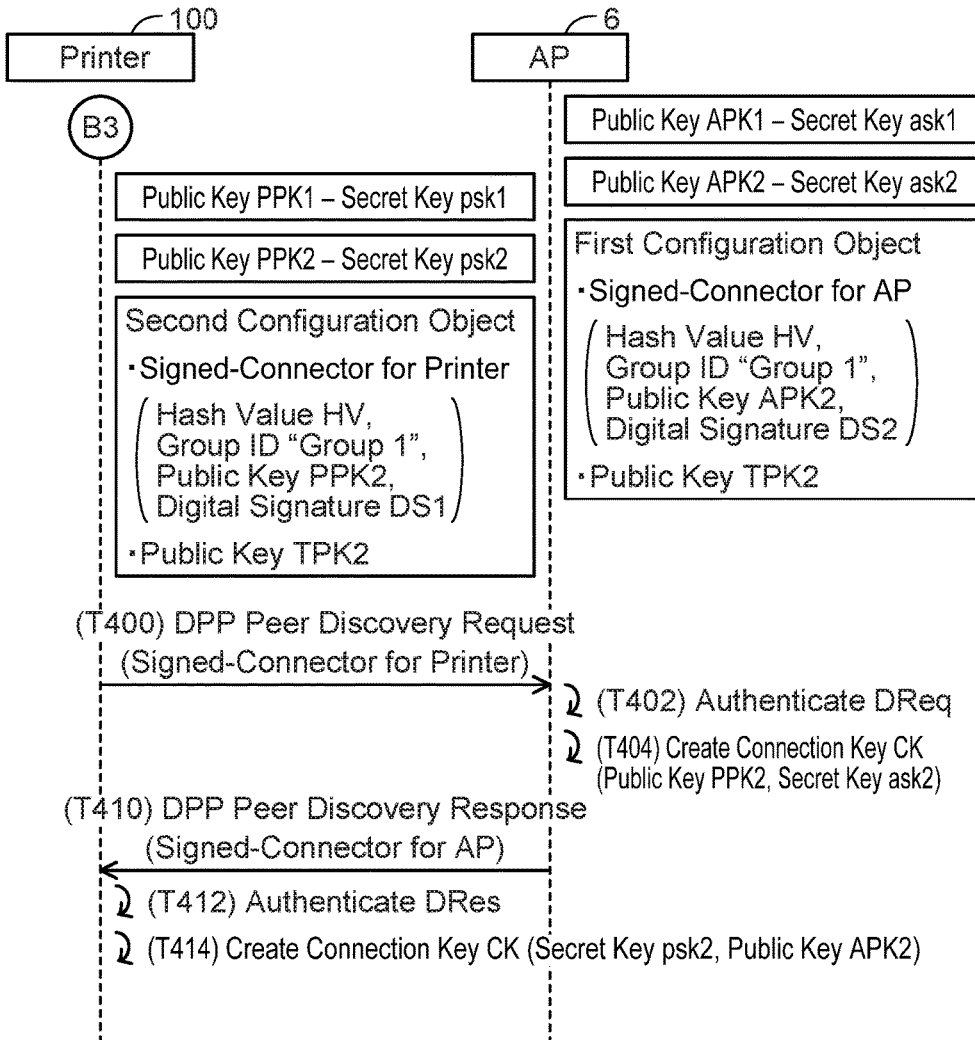 100
6
Printer
AP
B3
Public Key APK1 – Secret Key ask1
Public Key APK2 – Secret Key ask2
Public Key PPK1 – Secret Key psk1
Public Key PPK2 – Secret Key psk2
First Configuration Object
・Signed-Connector for AP
( Hash Value HV,
Group ID “Group 1”,
Public Key APK2,
Digital Signature DS2 )
・Public Key TPK2
Second Configuration Object
・Signed-Connector for Printer
( Hash Value HV,
Group ID “Group 1”,
Public Key PPK2,
Digital Signature DS1 )
・Public Key TPK2
(T400) DPP Peer Discovery Request
(Signed-Connector for Printer)
(T402) Authenticate DReq
(T404) Create Connection Key CK
(Public Key PPK2, Secret Key ask2)
(T410) DPP Peer Discovery Response
(Signed-Connector for AP)
(T412) Authenticate DRes
(T414) Create Connection Key CK (Secret Key psk2, Public Key APK2)